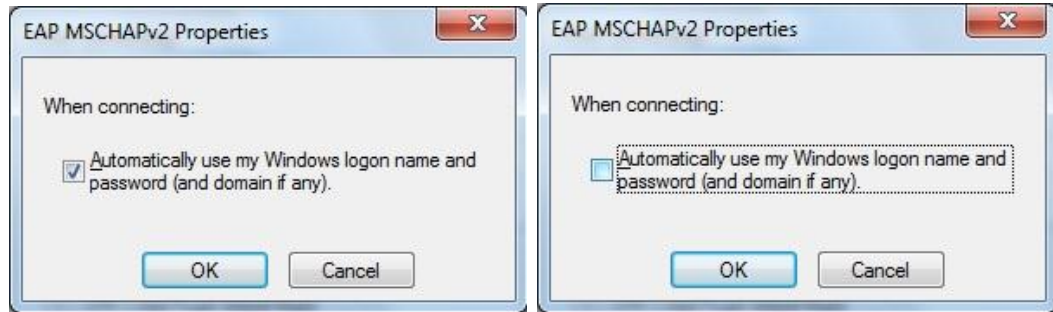 EAP MSCHAPv2 Properties
When connecting:
Automatically use my Windows logon name and
password (and domain if any).
OK
Cancel
EAP MSCHAPv2 Properties
When connecting:
Automatically use my Windows logon name and
password (and domain if any).
OK
Cancel